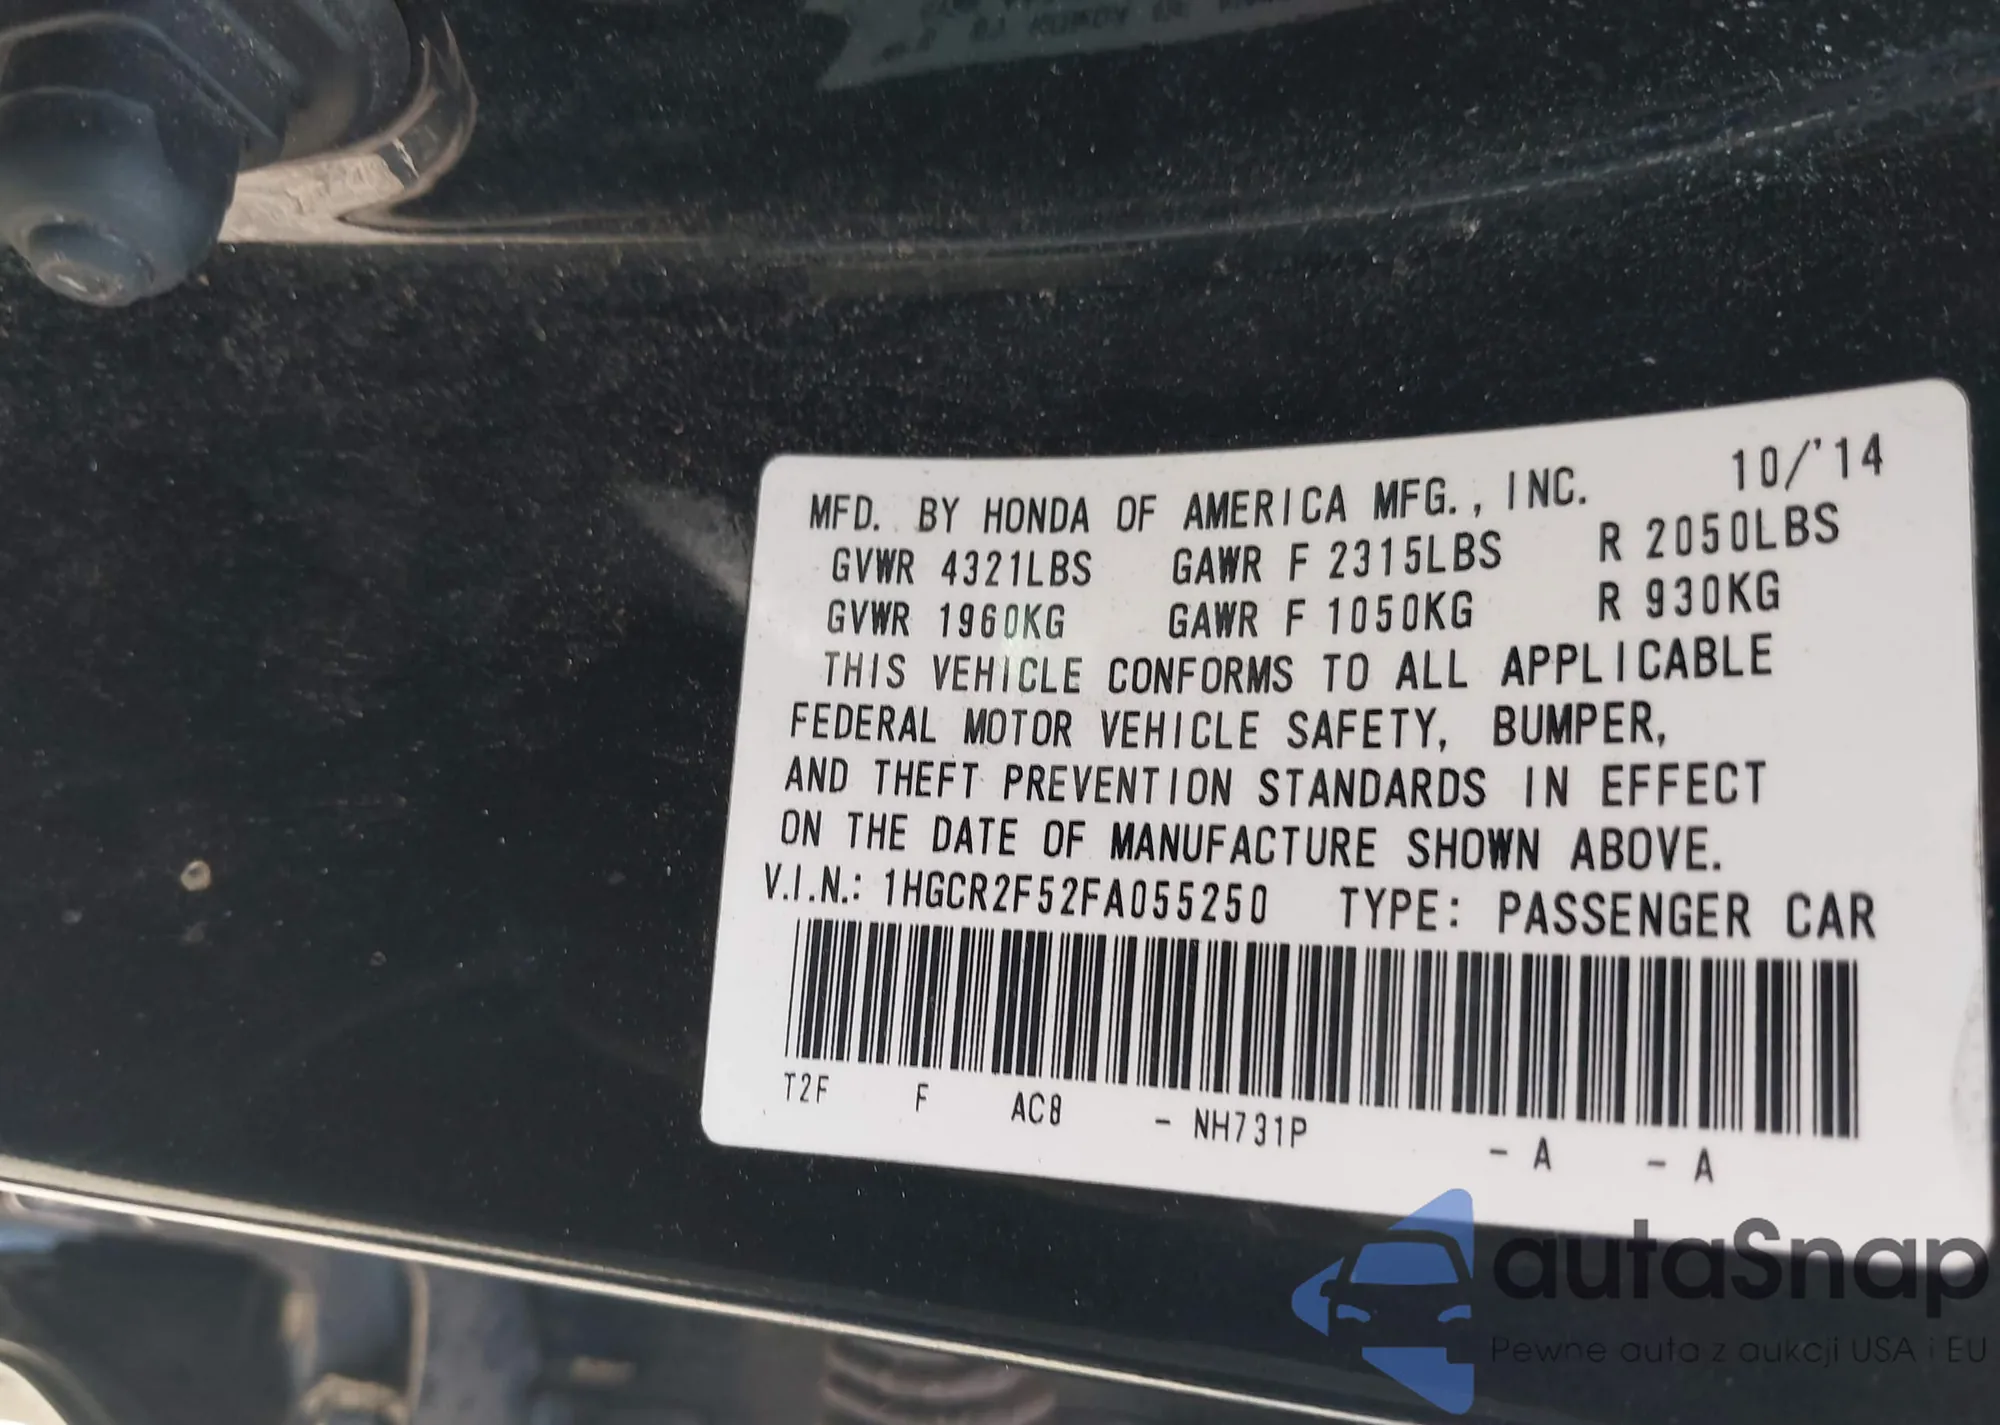 MFD. BY HONDA OF AMERICA MFG., INC. 10/'14
GVWR 4321LBS GAWR F 2315LBS R 2050LBS
GVWR 1960KG GAWR F 1050KG R 930KG
THIS VEHICLE CONFORMS TO ALL APPLICABLE
FEDERAL MOTOR VEHICLE SAFETY, BUMPER,
AND THEFT PREVENTION STANDARDS IN EFFECT
ON THE DATE OF MANUFACTURE SHOWN ABOVE.
V.I.N.: 1HGCR2F52FA055250 TYPE: PASSENGER CAR
T2F F AC8 - NH731P - A - A
autaSnap
Pewne auta z aukcji USA i EU